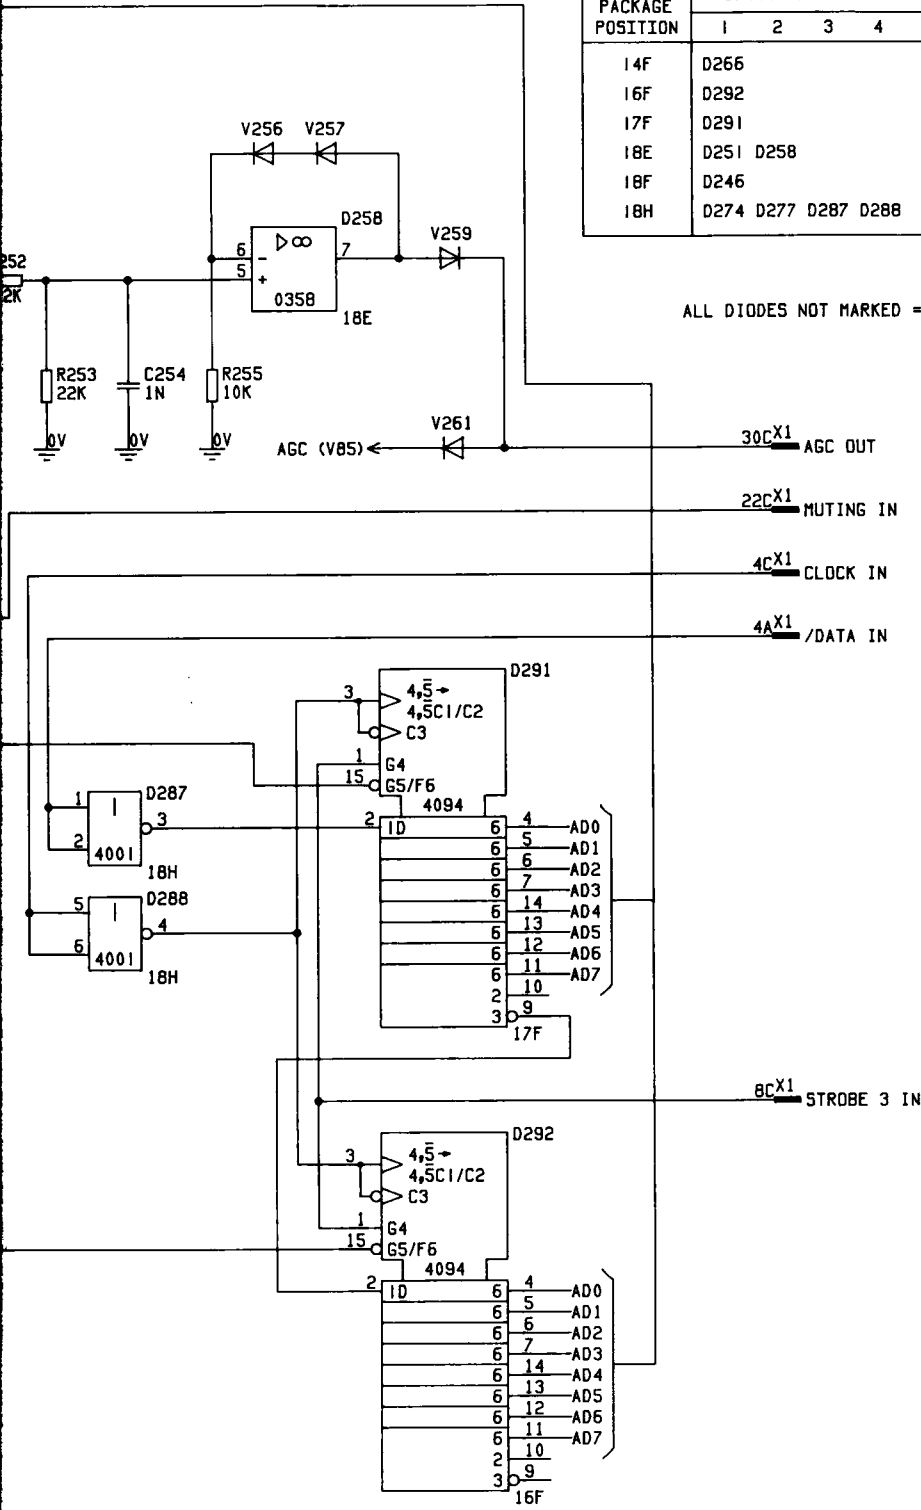 PACKAGE
POSITION 1 2 3 4
14F D266
16F D292
17F D291
18E D251 D258
18F D246
18H D274 D277 D287 D288
ALL DIODES NOT MARKED =
V256 V257
D258
6 - 7
5 +
▷∞
0358
18E
V259
252
2K
R253
22K
C254
1N
R255
10K
0V 0V 0V
V261
AGC (V85)
30C X1 AGC OUT
22C X1 MUTING IN
4C X1 CLOCK IN
4A X1 /DATA IN
D291
3 4,5̅→
4,5̅C1/C2
C3
1 G4
15 G5/F6
4094
2 1D 6 4 AD0
6 5 AD1
6 6 AD2
6 7 AD3
6 14 AD4
6 13 AD5
6 12 AD6
6 11 AD7
2 10
3 9
17F
D287
1 1 3
2 4001
18H
D288
5 1 4
6 4001
18H
8C X1 STROBE 3 IN
D292
3 4,5̅→
4,5̅C1/C2
C3
1 G4
15 G5/F6
4094
2 1D 6 4 AD0
6 5 AD1
6 6 AD2
6 7 AD3
6 14 AD4
6 13 AD5
6 12 AD6
6 11 AD7
2 10
3 9
16F